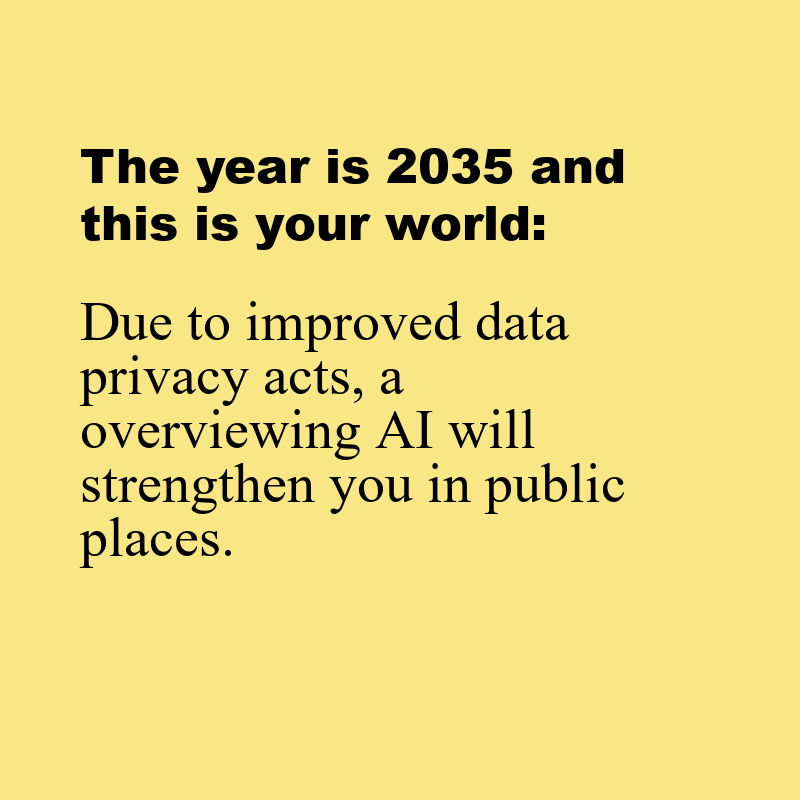 The year is 2035 and
this is your world:
Due to improved data
privacy acts, a
overviewing AI will
strengthen you in public
places.